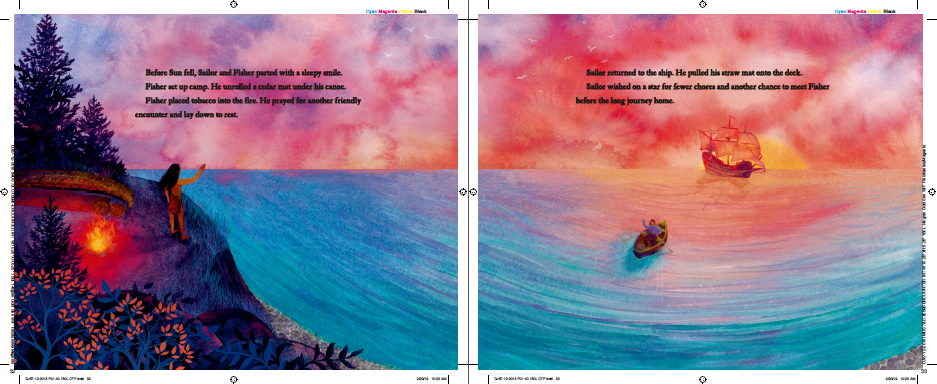 Cyan Magenta Yellow Black
Before Sun fell, Sailor and Fisher parted with a sleepy smile.
Fisher set up camp. He unrolled a cedar mat under his canoe.
Fisher placed tobacco into the fire. He prayed for another friendly
encounter and lay down to rest.
Cyan Magenta Yellow Black
Sailor returned to the ship. He pulled his straw mat onto the deck.
Sailor wished on a star for fewer chores and another chance to meet Fisher
before the long journey home.